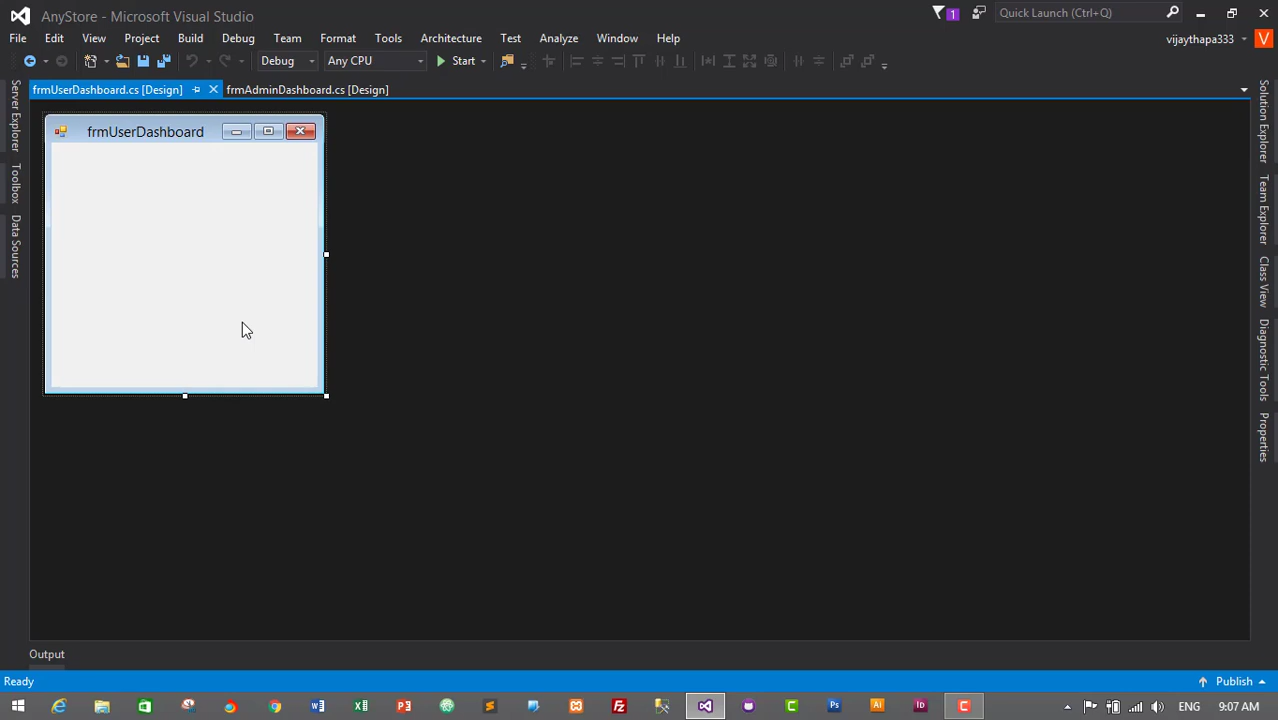 AnyStore - Microsoft Visual Studio
1
Quick Launch (Ctrl+Q)
File Edit View Project Build Debug Team Format Tools Architecture Test Analyze Window Help
vijaythapa333 V
Debug Any CPU Start
frmUserDashboard.cs [Design] frmAdminDashboard.cs [Design]
frmUserDashboard
Server Explorer
Toolbox
Data Sources
Solution Explorer
Team Explorer
Class View
Diagnostic Tools
Properties
Output
Ready
Publish
ENG 9:07 AM